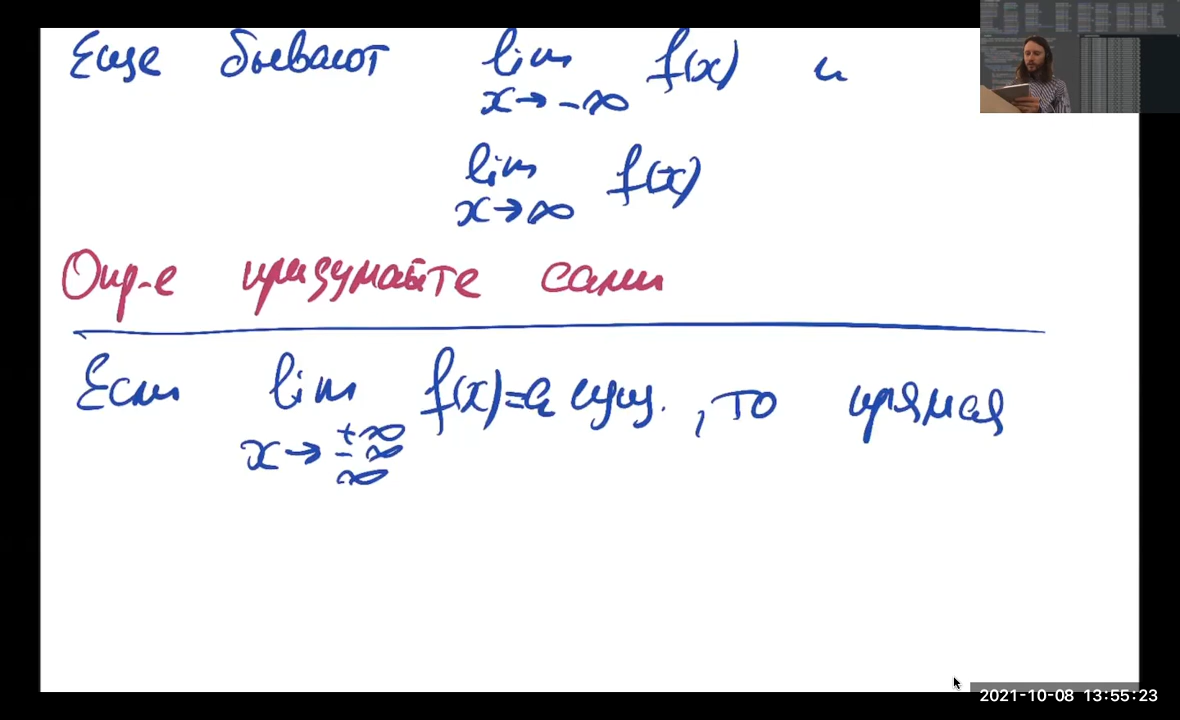 Еще бывают lim f(x) и
x→-∞
lim f(x)
x→∞
Опр-е придумайте сами
Если lim f(x)=a сущ., то прямая
x→ +∞
-∞
∞
2021-10-08 13:55:23